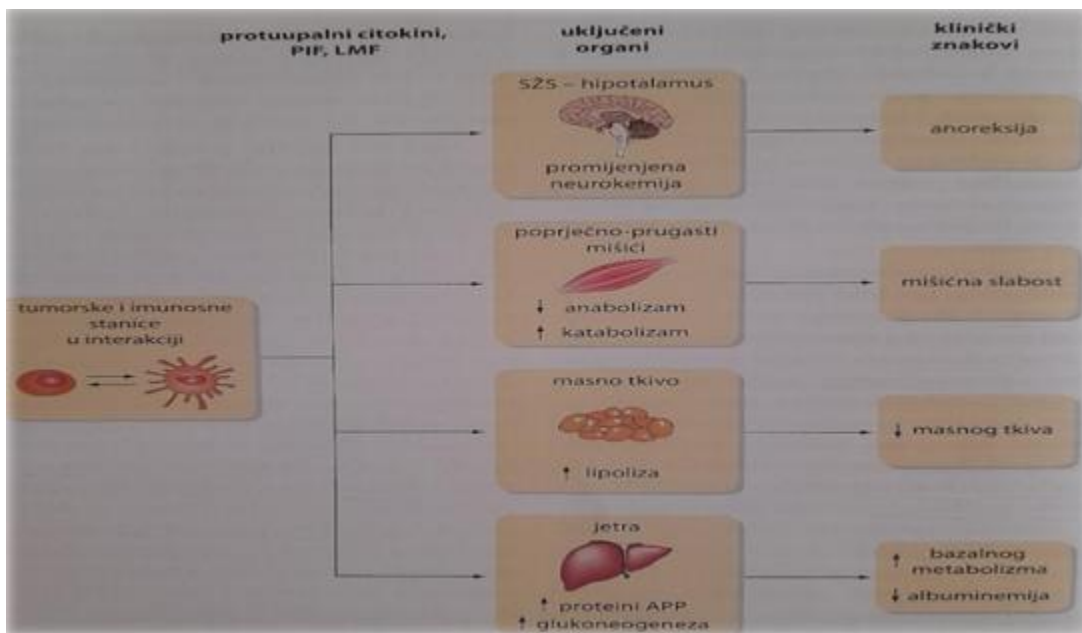 protuupalni citokini,
PIF, LMF
uključeni
organi
klinički
znakovi
SŽS – hipotalamus
promijenjena
neurokemija
anoreksija
poprječno-prugasti
mišići
↓ anabolizam
↑ katabolizam
mišićna slabost
tumorske i imunosne
stanice
u interakciji
masno tkivo
↑ lipoliza
↓ masnog tkiva
jetra
↑ proteini APP
↑ glukoneogeneza
↑ bazalnog
metabolizma
↓ albuminemija